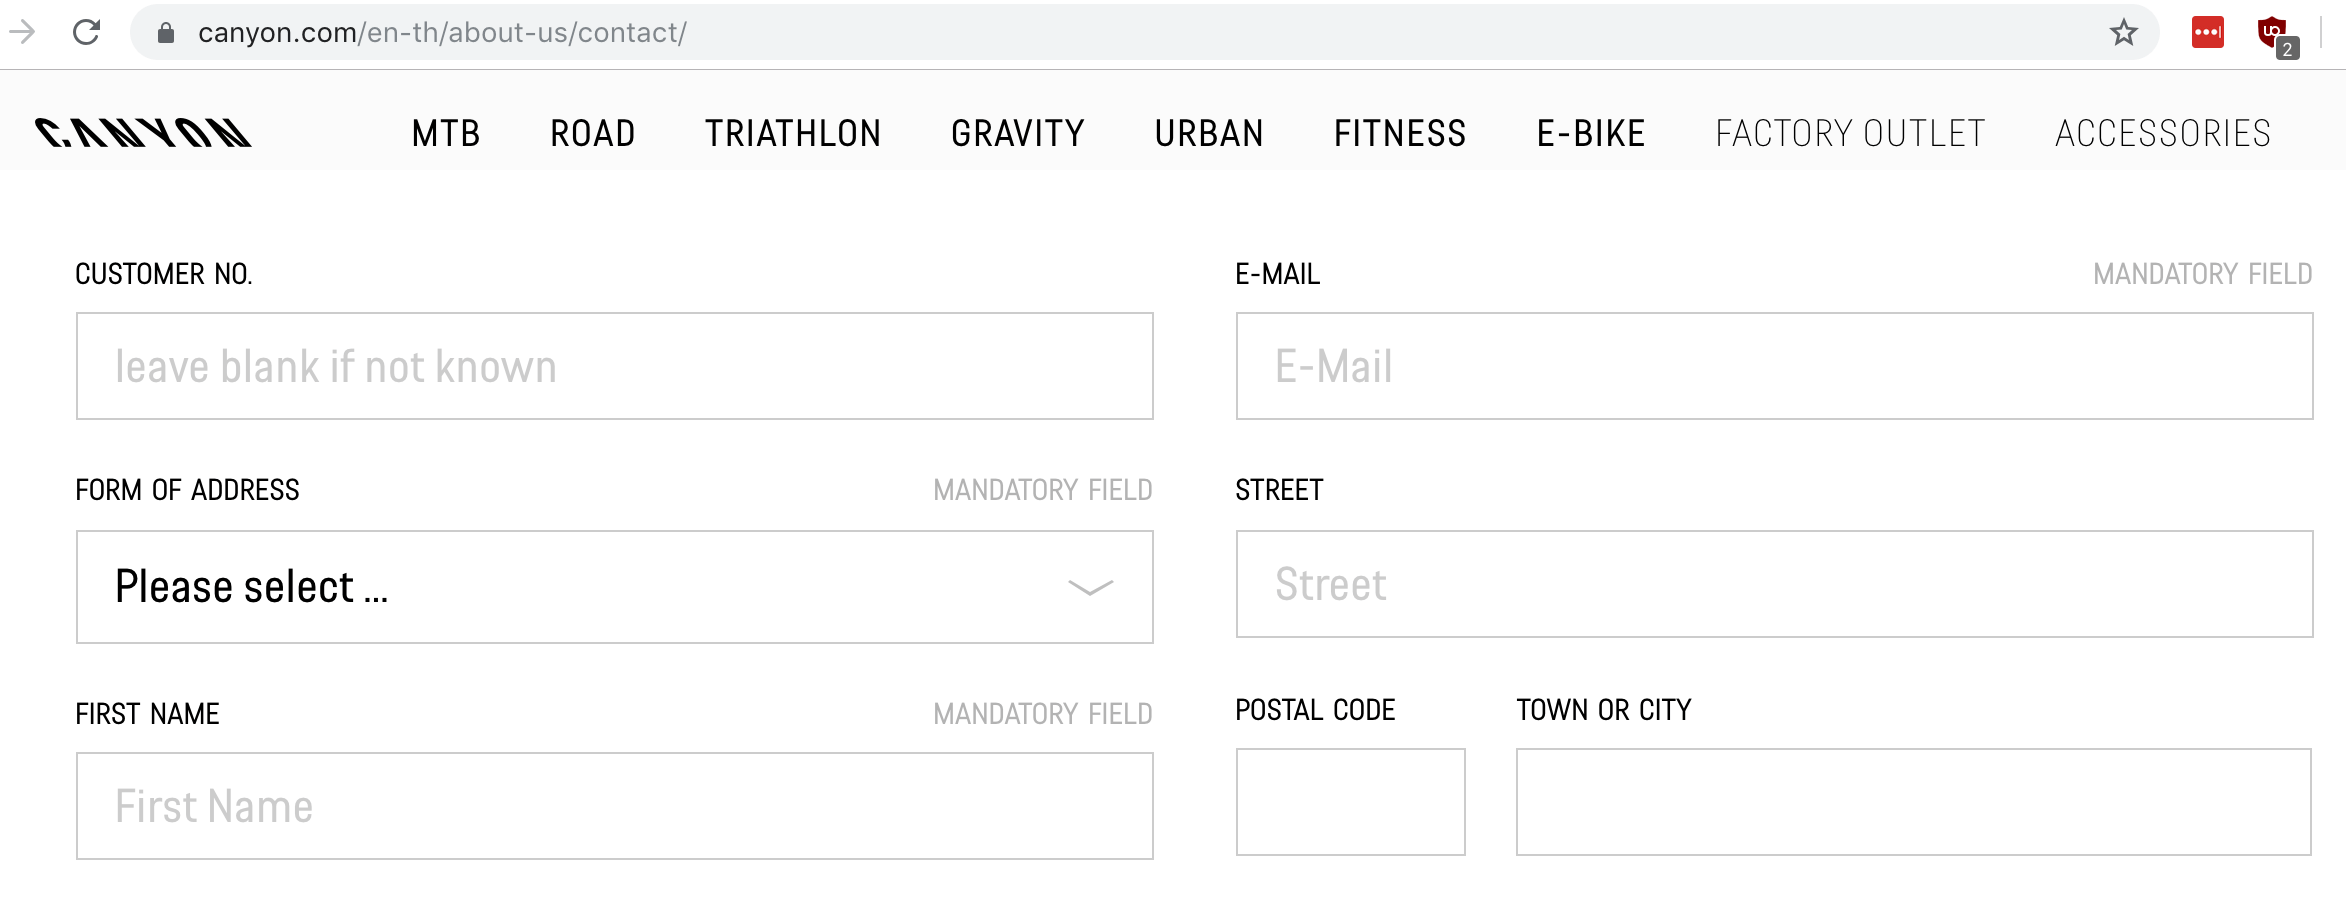 canyon.com/en-th/about-us/contact/
2
CANYON MTB ROAD TRIATHLON GRAVITY URBAN FITNESS E-BIKE FACTORY OUTLET ACCESSORIES
CUSTOMER NO.
leave blank if not known
E-MAIL MANDATORY FIELD
E-Mail
FORM OF ADDRESS MANDATORY FIELD
Please select ...
STREET
Street
FIRST NAME MANDATORY FIELD
First Name
POSTAL CODE
TOWN OR CITY